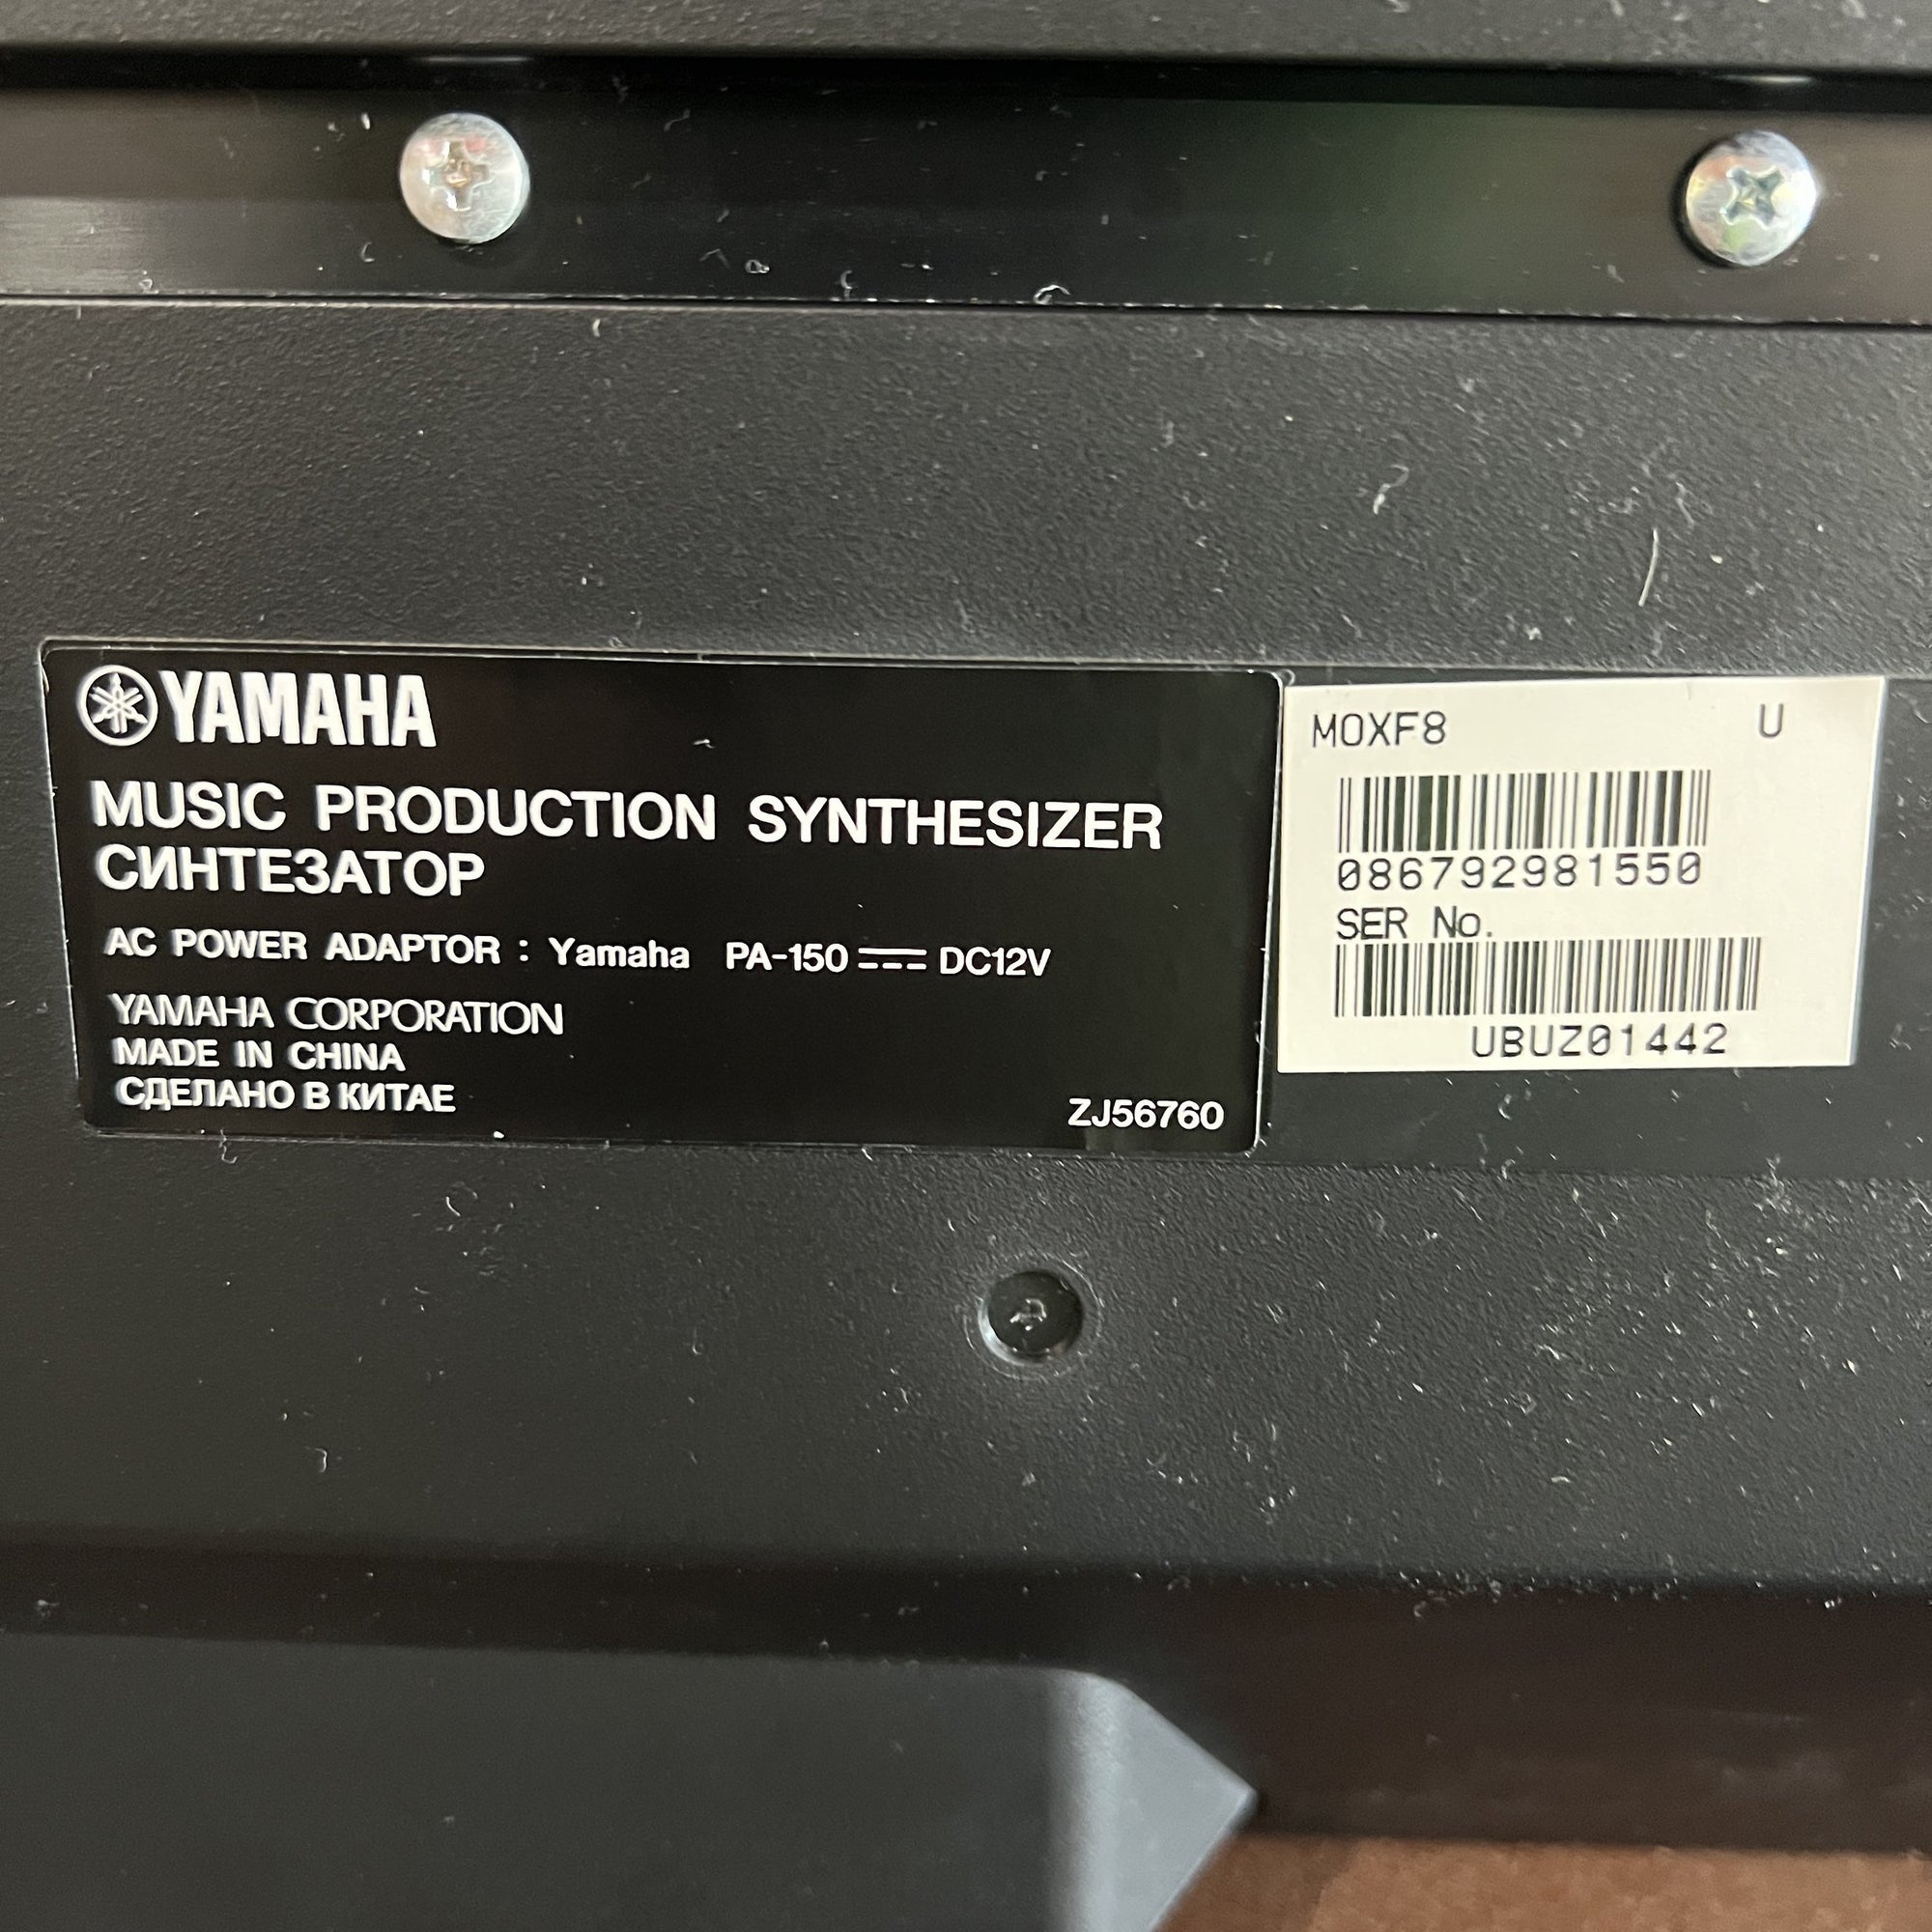 YAMAHA
MUSIC PRODUCTION SYNTHESIZER
СИНТЕЗАТОР
AC POWER ADAPTOR : Yamaha PA-150 ⎓ DC12V
YAMAHA CORPORATION
MADE IN CHINA
СДЕЛАНО В КИТАЕ
ZJ56760
MOXF8 U
086792981550
SER No.
UBUZ01442